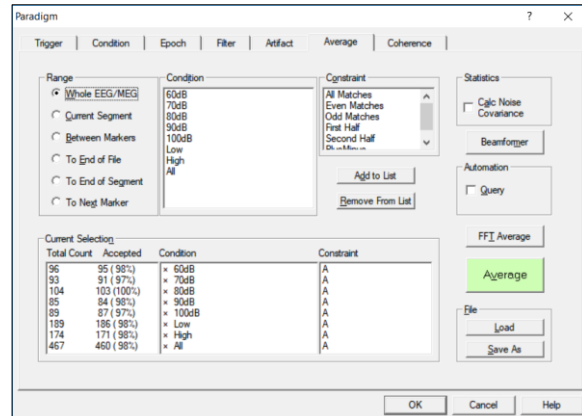 Paradigm ? ×
Trigger Condition Epoch Filter Artifact Average Coherence
Range
Whole EEG/MEG
Current Segment
Between Markers
To End of File
To End of Segment
To Next Marker
Condition
60dB
70dB
80dB
90dB
100dB
Low
High
All
Constraint
All Matches
Even Matches
Odd Matches
First Half
Second Half
PlusMinus
Add to List
Remove From List
Statistics
Calc Noise
Covariance
Beamformer
Automation
Query
FFT Average
Average
File
Load
Save As
Current Selection
Total Count Accepted Condition Constraint
96 95 ( 98%) × 60dB A
93 91 ( 97%) × 70dB A
104 103 (100%) × 80dB A
85 84 ( 98%) × 90dB A
89 87 ( 97%) × 100dB A
189 186 ( 98%) × Low A
174 171 ( 98%) × High A
467 460 ( 98%) × All A
OK Cancel Help